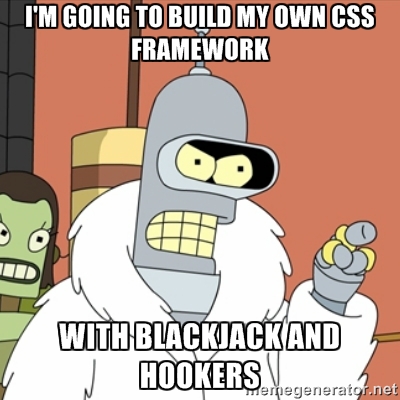 I'M GOING TO BUILD MY OWN CSS
FRAMEWORK
WITH BLACKJACK AND
HOOKERS
memegenerator.net